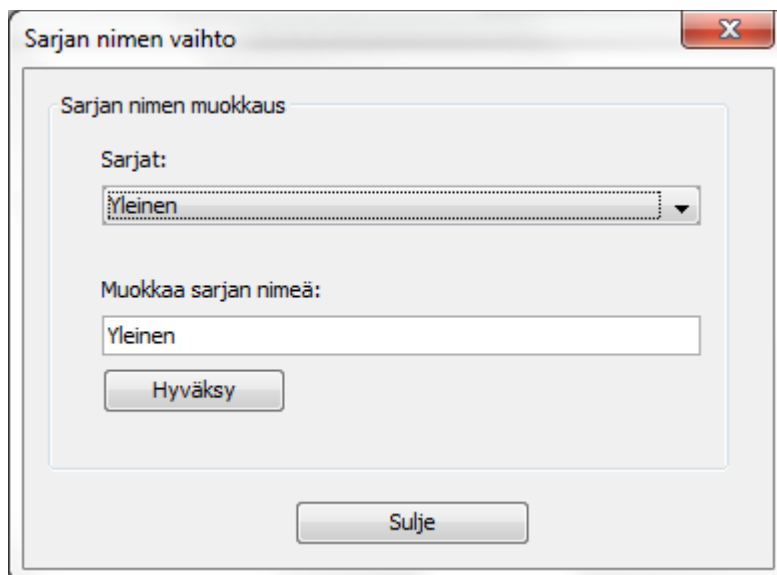 Sarjan nimen vaihto
Sarjan nimen muokkaus
Sarjat:
Yleinen
Muokkaa sarjan nimeä:
Yleinen
Hyväksy
Sulje